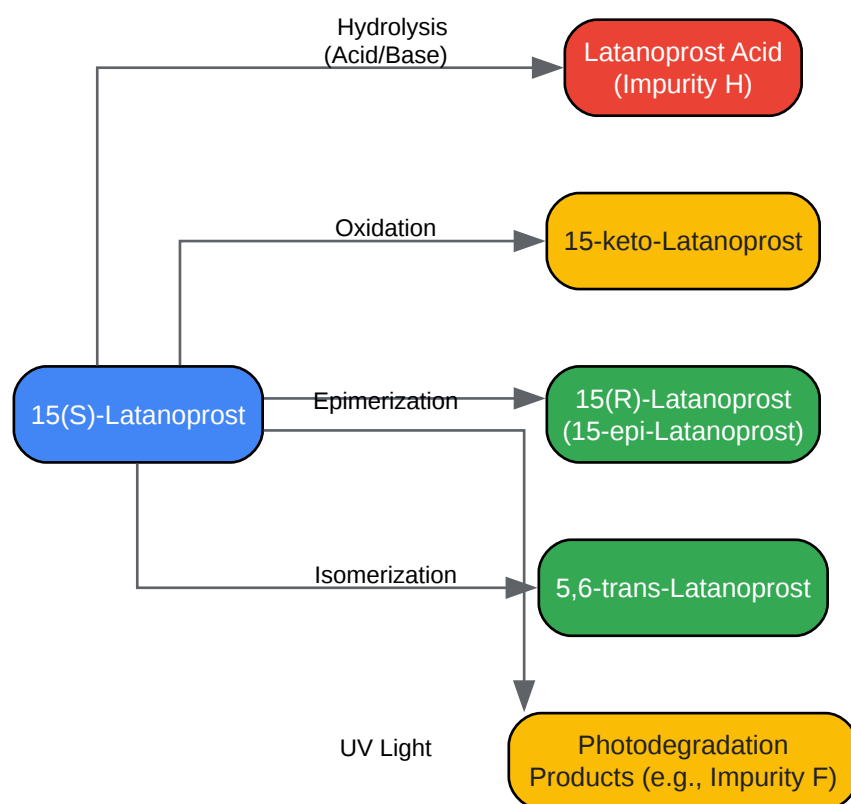 Hydrolysis
(Acid/Base)
Latanoprost Acid
(Impurity H)
Oxidation
15-keto-Latanoprost
15(S)-Latanoprost
Epimerization
15(R)-Latanoprost
(15-epi-Latanoprost)
Isomerization
5,6-trans-Latanoprost
UV Light
Photodegradation
Products (e.g., Impurity F)